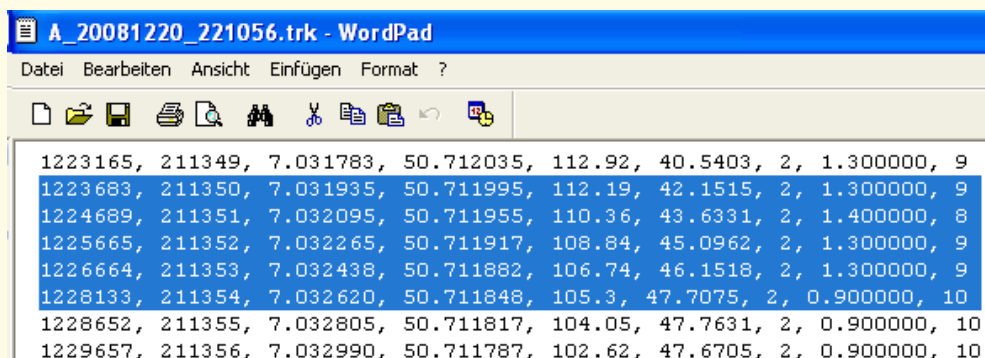 A_20081220_221056.trk - WordPad
Datei Bearbeiten Ansicht Einfügen Format ?
1223165, 211349, 7.031783, 50.712035, 112.92, 40.5403, 2, 1.300000, 9
1223683, 211350, 7.031935, 50.711995, 112.19, 42.1515, 2, 1.300000, 9
1224689, 211351, 7.032095, 50.711955, 110.36, 43.6331, 2, 1.400000, 8
1225665, 211352, 7.032265, 50.711917, 108.84, 45.0962, 2, 1.300000, 9
1226664, 211353, 7.032438, 50.711882, 106.74, 46.1518, 2, 1.300000, 9
1228133, 211354, 7.032620, 50.711848, 105.3, 47.7075, 2, 0.900000, 10
1228652, 211355, 7.032805, 50.711817, 104.05, 47.7631, 2, 0.900000, 10
1229657, 211356, 7.032990, 50.711787, 102.62, 47.6705, 2, 0.900000, 10